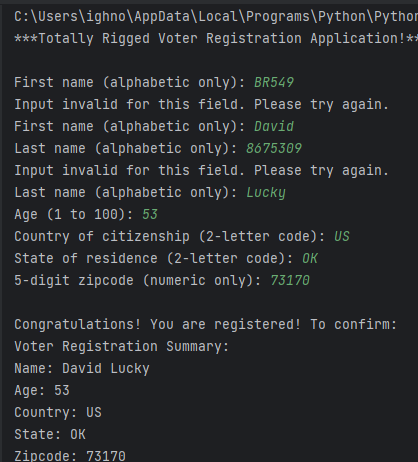 C:\Users\ighno\AppData\Local\Programs\Python\Python
***Totally Rigged Voter Registration Application!**
First name (alphabetic only): BR549
Input invalid for this field. Please try again.
First name (alphabetic only): David
Last name (alphabetic only): 8675309
Input invalid for this field. Please try again.
Last name (alphabetic only): Lucky
Age (1 to 100): 53
Country of citizenship (2-letter code): US
State of residence (2-letter code): OK
5-digit zipcode (numeric only): 73170
Congratulations! You are registered! To confirm:
Voter Registration Summary:
Name: David Lucky
Age: 53
Country: US
State: OK
Zipcode: 73170